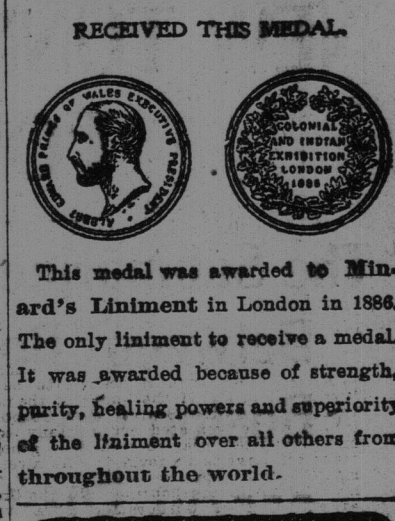 RECEIVED THIS MEDAL.
ALBERT EDWARD PRINCE OF WALES EXECUTIVE PRESIDENT
COLONIAL
AND INDIAN
EXHIBITION
LONDON
1886
This medal was awarded to Min-
ard's Liniment in London in 1886.
The only liniment to receive a medal.
It was awarded because of strength,
purity, healing powers and superiority
of the liniment over all others from
throughout the world.